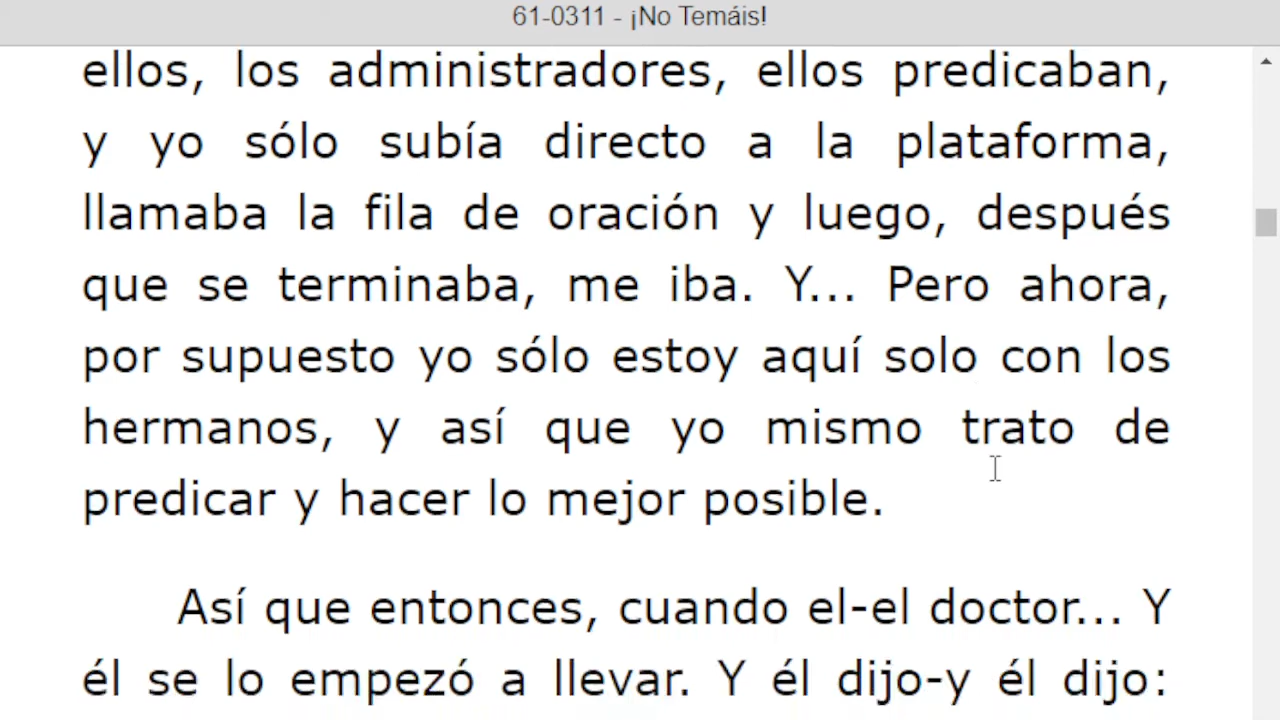 61-0311 - ¡No Temáis!
ellos, los administradores, ellos predicaban,
y yo sólo subía directo a la plataforma,
llamaba la fila de oración y luego, después
que se terminaba, me iba. Y... Pero ahora,
por supuesto yo sólo estoy aquí solo con los
hermanos, y así que yo mismo trato de
predicar y hacer lo mejor posible.
Así que entonces, cuando el-el doctor... Y
él se lo empezó a llevar. Y él dijo-y él dijo: